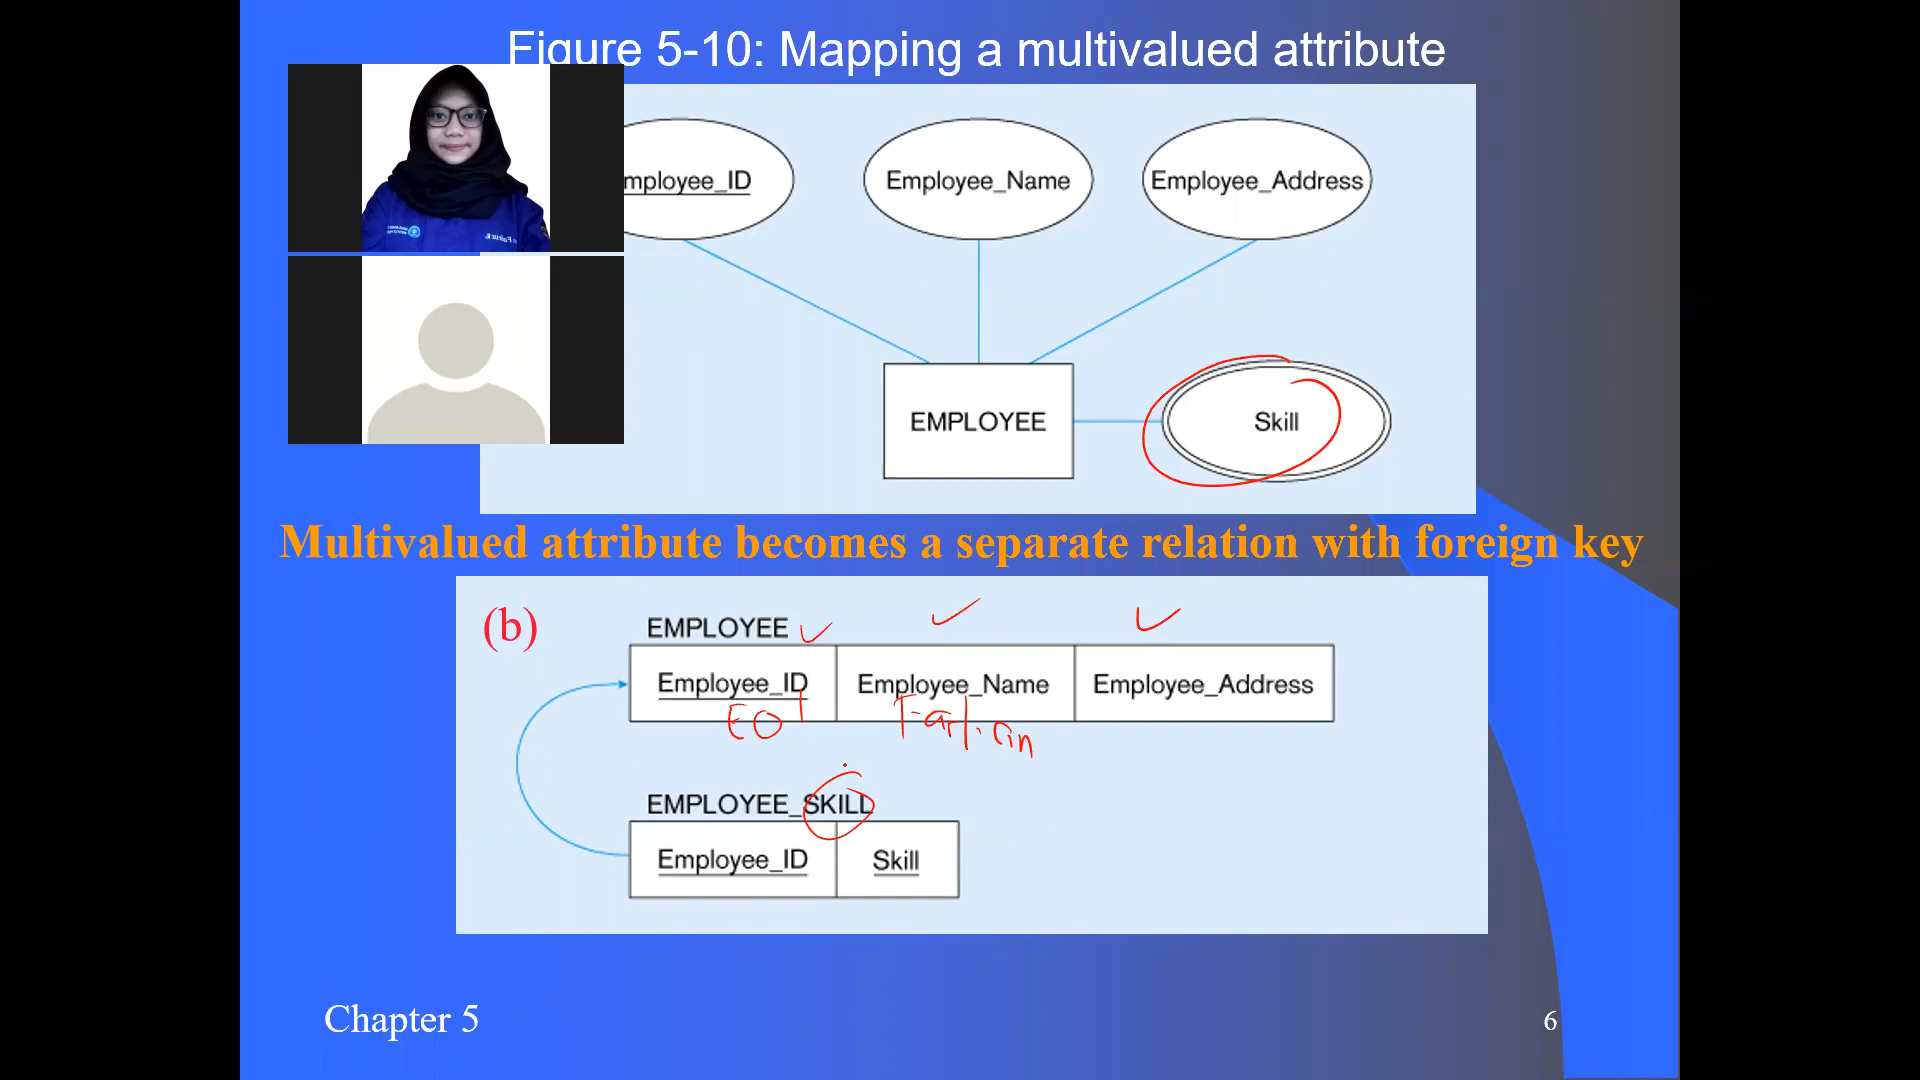 Figure 5-10: Mapping a multivalued attribute
mployee_ID
Employee_Name
Employee_Address
EMPLOYEE
Skill
Multivalued attribute becomes a separate relation with foreign key
(b)
EMPLOYEE
Employee_ID
Employee_Name
Employee_Address
E01
EMPLOYEE_SKILL
Employee_ID
Skill
Chapter 5
6